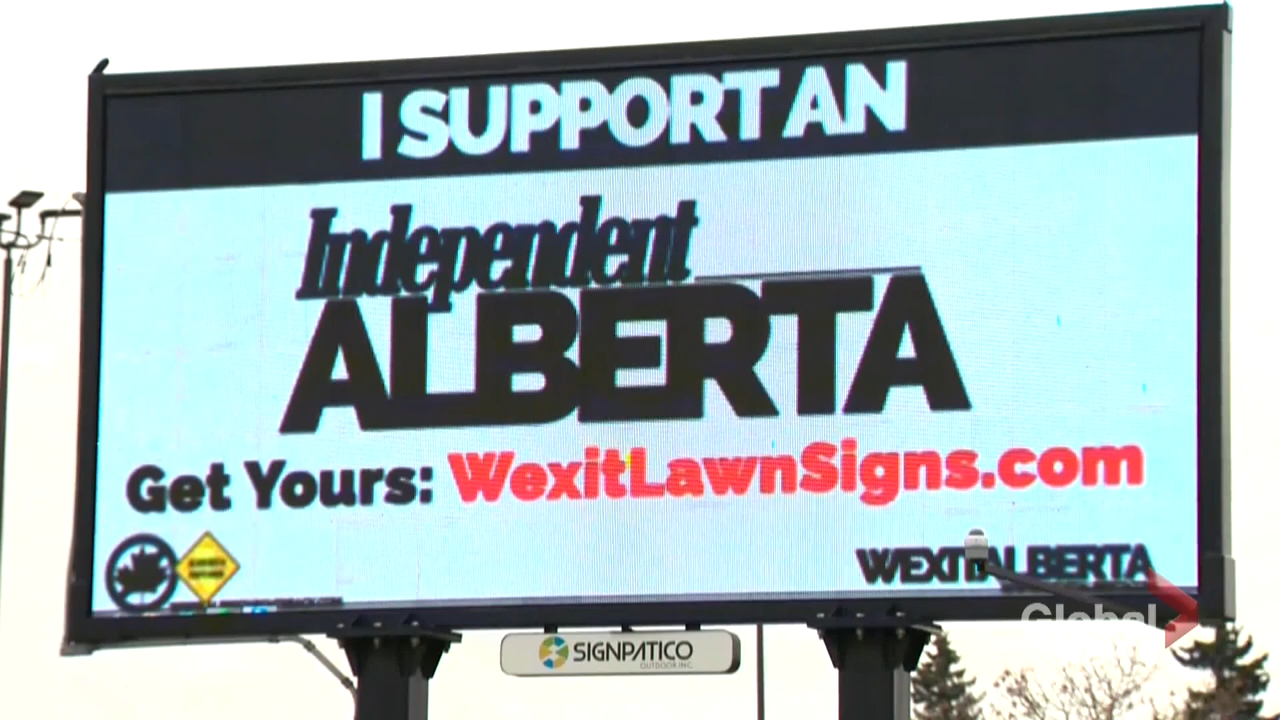 I SUPPORT AN
Independent
ALBERTA
Get Yours: WexitLawnSigns.com
WEXITALBERTA
Global
SIGNPATICO
OUTDOOR INC.